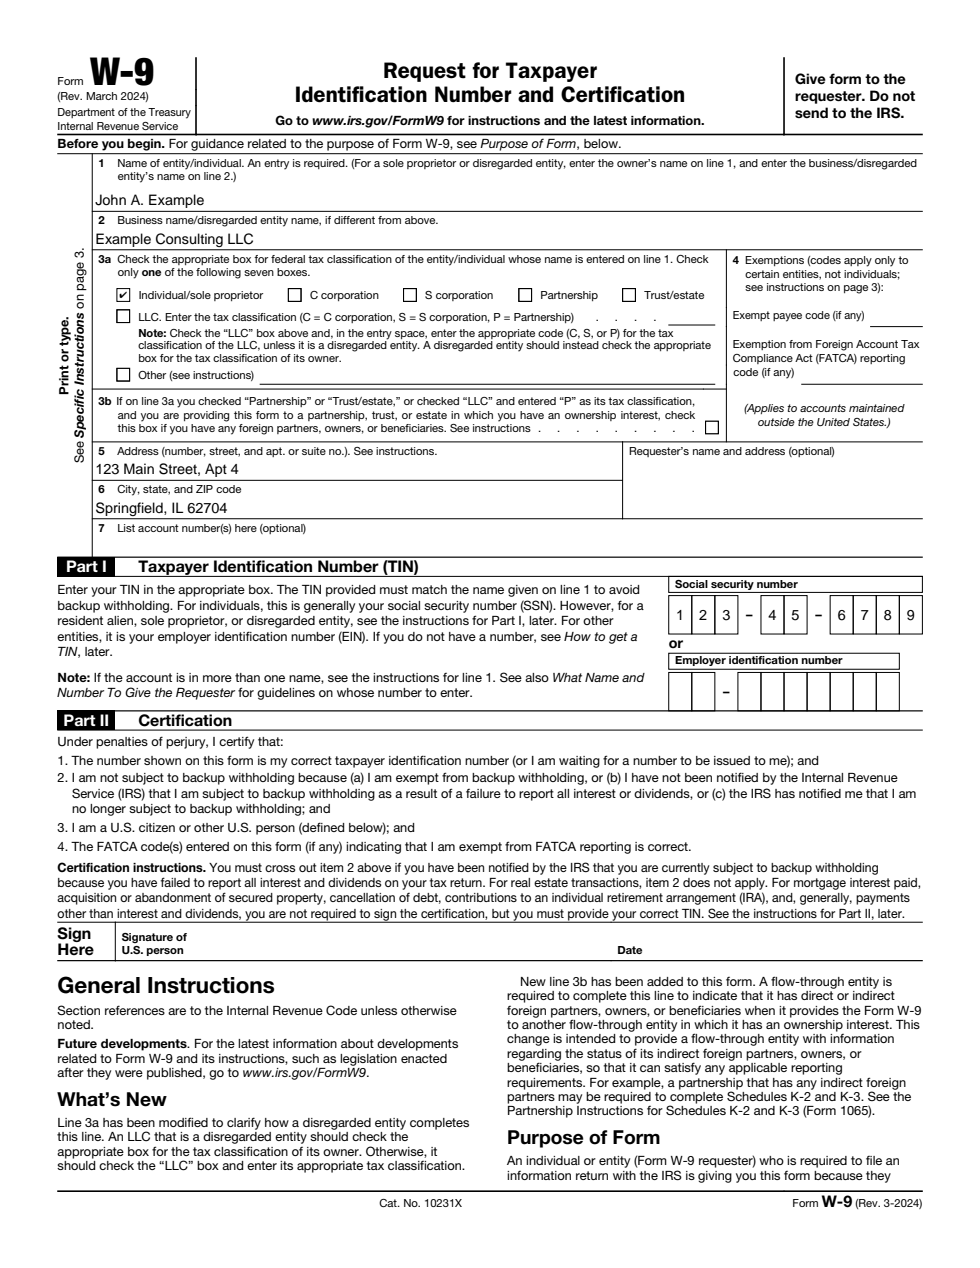 Form W-9
(Rev. March 2024)
Department of the Treasury
Internal Revenue Service
Request for Taxpayer
Identification Number and Certification
Go to www.irs.gov/FormW9 for instructions and the latest information.
Give form to the
requester. Do not
send to the IRS.
Before you begin. For guidance related to the purpose of Form W-9, see Purpose of Form, below.
Print or type.
See Specific Instructions on page 3.
1 Name of entity/individual. An entry is required. (For a sole proprietor or disregarded entity, enter the owner's name on line 1, and enter the business/disregarded
entity's name on line 2.)
John A. Example
2 Business name/disregarded entity name, if different from above.
Example Consulting LLC
3a Check the appropriate box for federal tax classification of the entity/individual whose name is entered on line 1. Check
only one of the following seven boxes.
✔ Individual/sole proprietor C corporation S corporation Partnership Trust/estate
LLC. Enter the tax classification (C = C corporation, S = S corporation, P = Partnership) . . . .
Note: Check the “LLC” box above and, in the entry space, enter the appropriate code (C, S, or P) for the tax
classification of the LLC, unless it is a disregarded entity. A disregarded entity should instead check the appropriate
box for the tax classification of its owner.
Other (see instructions)
3b If on line 3a you checked “Partnership” or “Trust/estate,” or checked “LLC” and entered “P” as its tax classification,
and you are providing this form to a partnership, trust, or estate in which you have an ownership interest, check
this box if you have any foreign partners, owners, or beneficiaries. See instructions . . . . . . . . .
4 Exemptions (codes apply only to
certain entities, not individuals;
see instructions on page 3):
Exempt payee code (if any)
Exemption from Foreign Account Tax
Compliance Act (FATCA) reporting
code (if any)
(Applies to accounts maintained
outside the United States.)
5 Address (number, street, and apt. or suite no.). See instructions.
123 Main Street, Apt 4
Requester's name and address (optional)
6 City, state, and ZIP code
Springfield, IL 62704
7 List account number(s) here (optional)
Part I Taxpayer Identification Number (TIN)
Enter your TIN in the appropriate box. The TIN provided must match the name given on line 1 to avoid
backup withholding. For individuals, this is generally your social security number (SSN). However, for a
resident alien, sole proprietor, or disregarded entity, see the instructions for Part I, later. For other
entities, it is your employer identification number (EIN). If you do not have a number, see How to get a
TIN, later.
Note: If the account is in more than one name, see the instructions for line 1. See also What Name and
Number To Give the Requester for guidelines on whose number to enter.
Social security number
1 2 3 – 4 5 – 6 7 8 9
or
Employer identification number
–
Part II Certification
Under penalties of perjury, I certify that:
1. The number shown on this form is my correct taxpayer identification number (or I am waiting for a number to be issued to me); and
2. I am not subject to backup withholding because (a) I am exempt from backup withholding, or (b) I have not been notified by the Internal Revenue
Service (IRS) that I am subject to backup withholding as a result of a failure to report all interest or dividends, or (c) the IRS has notified me that I am
no longer subject to backup withholding; and
3. I am a U.S. citizen or other U.S. person (defined below); and
4. The FATCA code(s) entered on this form (if any) indicating that I am exempt from FATCA reporting is correct.
Certification instructions. You must cross out item 2 above if you have been notified by the IRS that you are currently subject to backup withholding
because you have failed to report all interest and dividends on your tax return. For real estate transactions, item 2 does not apply. For mortgage interest paid,
acquisition or abandonment of secured property, cancellation of debt, contributions to an individual retirement arrangement (IRA), and, generally, payments
other than interest and dividends, you are not required to sign the certification, but you must provide your correct TIN. See the instructions for Part II, later.
Sign
Here
Signature of
U.S. person
Date
General Instructions
Section references are to the Internal Revenue Code unless otherwise
noted.
Future developments. For the latest information about developments
related to Form W-9 and its instructions, such as legislation enacted
after they were published, go to www.irs.gov/FormW9.
What's New
Line 3a has been modified to clarify how a disregarded entity completes
this line. An LLC that is a disregarded entity should check the
appropriate box for the tax classification of its owner. Otherwise, it
should check the “LLC” box and enter its appropriate tax classification.
New line 3b has been added to this form. A flow-through entity is
required to complete this line to indicate that it has direct or indirect
foreign partners, owners, or beneficiaries when it provides the Form W-9
to another flow-through entity in which it has an ownership interest. This
change is intended to provide a flow-through entity with information
regarding the status of its indirect foreign partners, owners, or
beneficiaries, so that it can satisfy any applicable reporting
requirements. For example, a partnership that has any indirect foreign
partners may be required to complete Schedules K-2 and K-3. See the
Partnership Instructions for Schedules K-2 and K-3 (Form 1065).
Purpose of Form
An individual or entity (Form W-9 requester) who is required to file an
information return with the IRS is giving you this form because they
Cat. No. 10231X
Form W-9 (Rev. 3-2024)